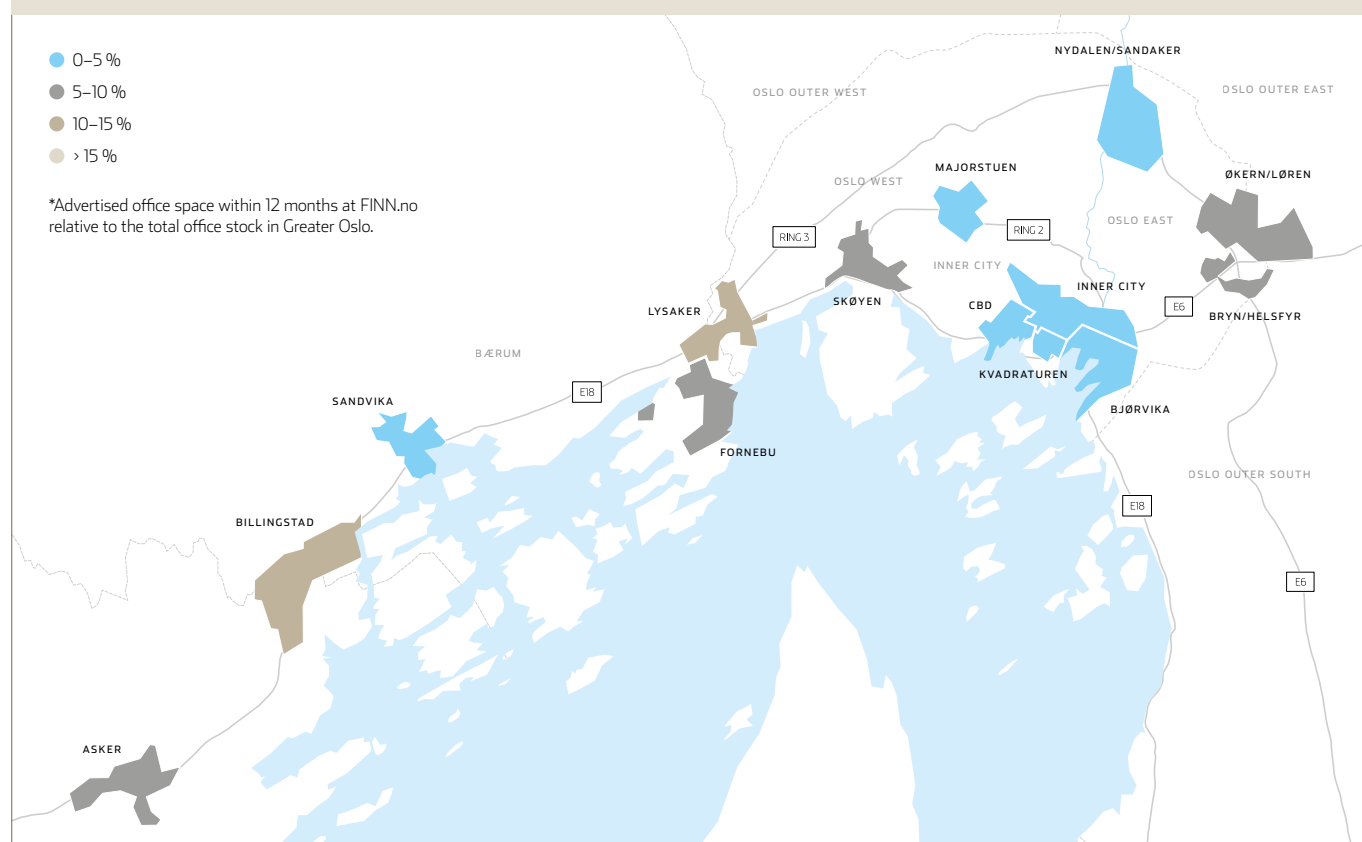 0–5 %
5–10 %
10–15 %
> 15 %
*Advertised office space within 12 months at FINN.no
relative to the total office stock in Greater Oslo.
NYDALEN/SANDAKER
OSLO OUTER WEST
OSLO OUTER EAST
MAJORSTUEN
ØKERN/LØREN
OSLO WEST
OSLO EAST
RING 3
RING 2
INNER CITY
INNER CITY
SKØYEN
CBD
E6
LYSAKER
BRYN/HELSFYR
BÆRUM
KVADRATUREN
E18
SANDVIKA
BJØRVIKA
FORNEBU
OSLO OUTER SOUTH
E18
BILLINGSTAD
E6
ASKER